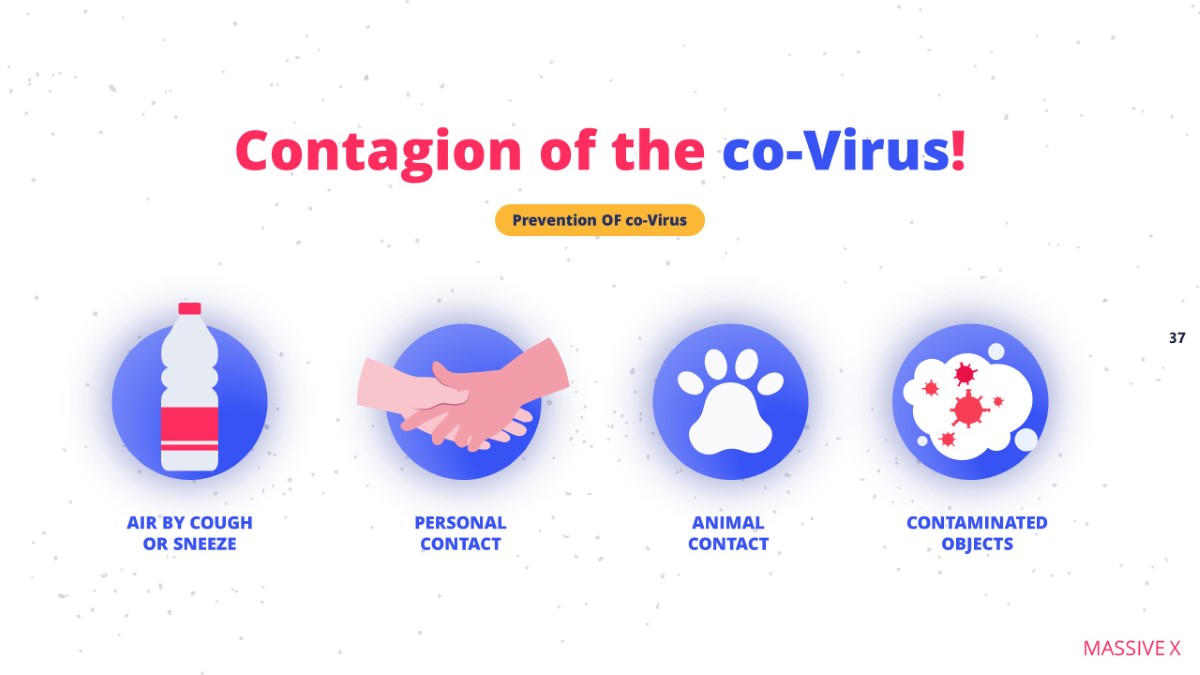 Contagion of the co-Virus!
Prevention OF co-Virus
37
AIR BY COUGH
OR SNEEZE
PERSONAL
CONTACT
ANIMAL
CONTACT
CONTAMINATED
OBJECTS
MASSIVE X